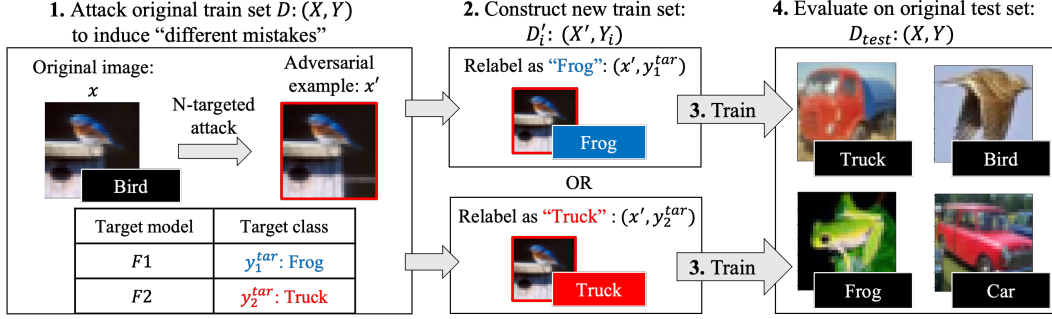 1. Attack original train set D: (X, Y)
to induce “different mistakes”
Original image:
x
N-targeted
attack
Adversarial
example: x′
Bird
Target model
Target class
F1
y₁ᵗᵃʳ: Frog
F2
y₂ᵗᵃʳ: Truck
2. Construct new train set:
D′ᵢ: (X′, Yᵢ)
Relabel as “Frog”: (x′, y₁ᵗᵃʳ)
Frog
OR
Relabel as “Truck” : (x′, y₂ᵗᵃʳ)
Truck
3. Train
3. Train
4. Evaluate on original test set:
Dₜₑₛₜ: (X, Y)
Truck
Bird
Frog
Car